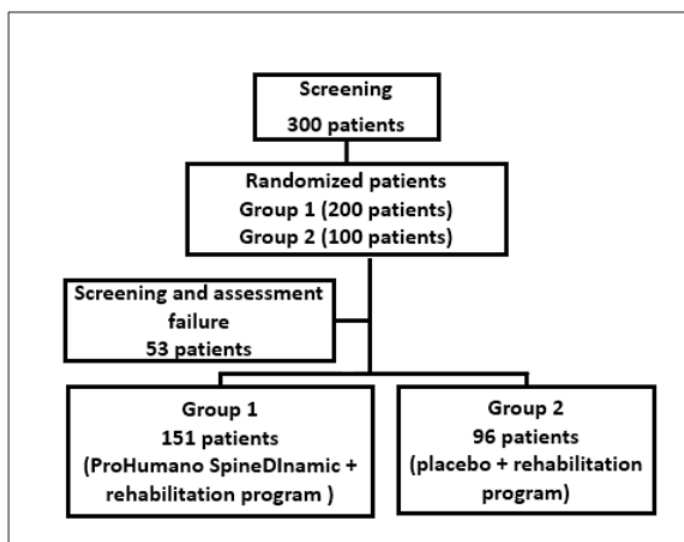 Screening
300 patients
Randomized patients
Group 1 (200 patients)
Group 2 (100 patients)
Screening and assessment
failure
53 patients
Group 1
151 patients
(ProHumano SpineDInamic +
rehabilitation program )
Group 2
96 patients
(placebo + rehabilitation
program)